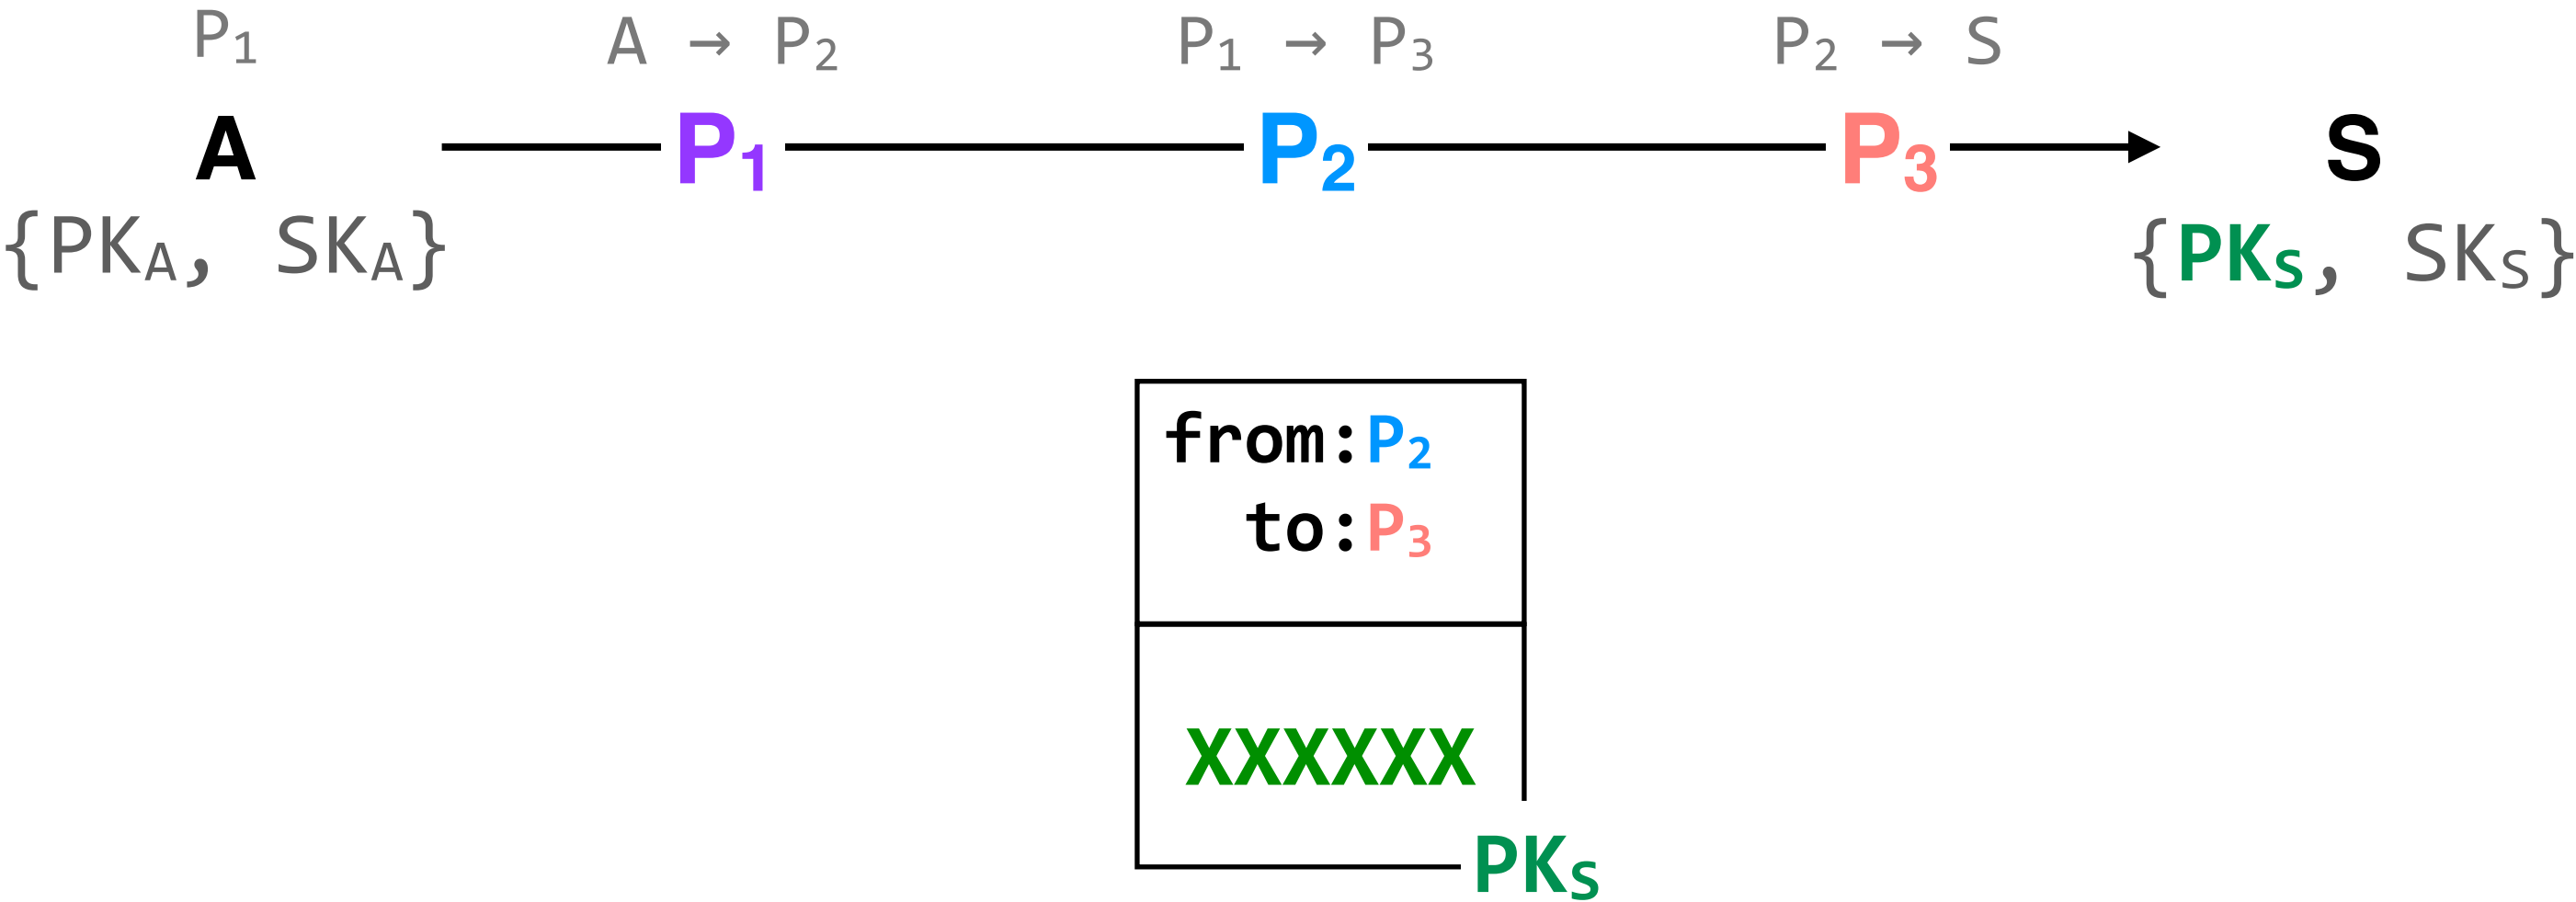 P₁ A → P₂ P₁ → P₃ P₂ → S
A P₁ P₂ P₃ S
{PKA, SKA} {PKS, SKS}
from:P₂
to:P₃
XXXXXX
PKS